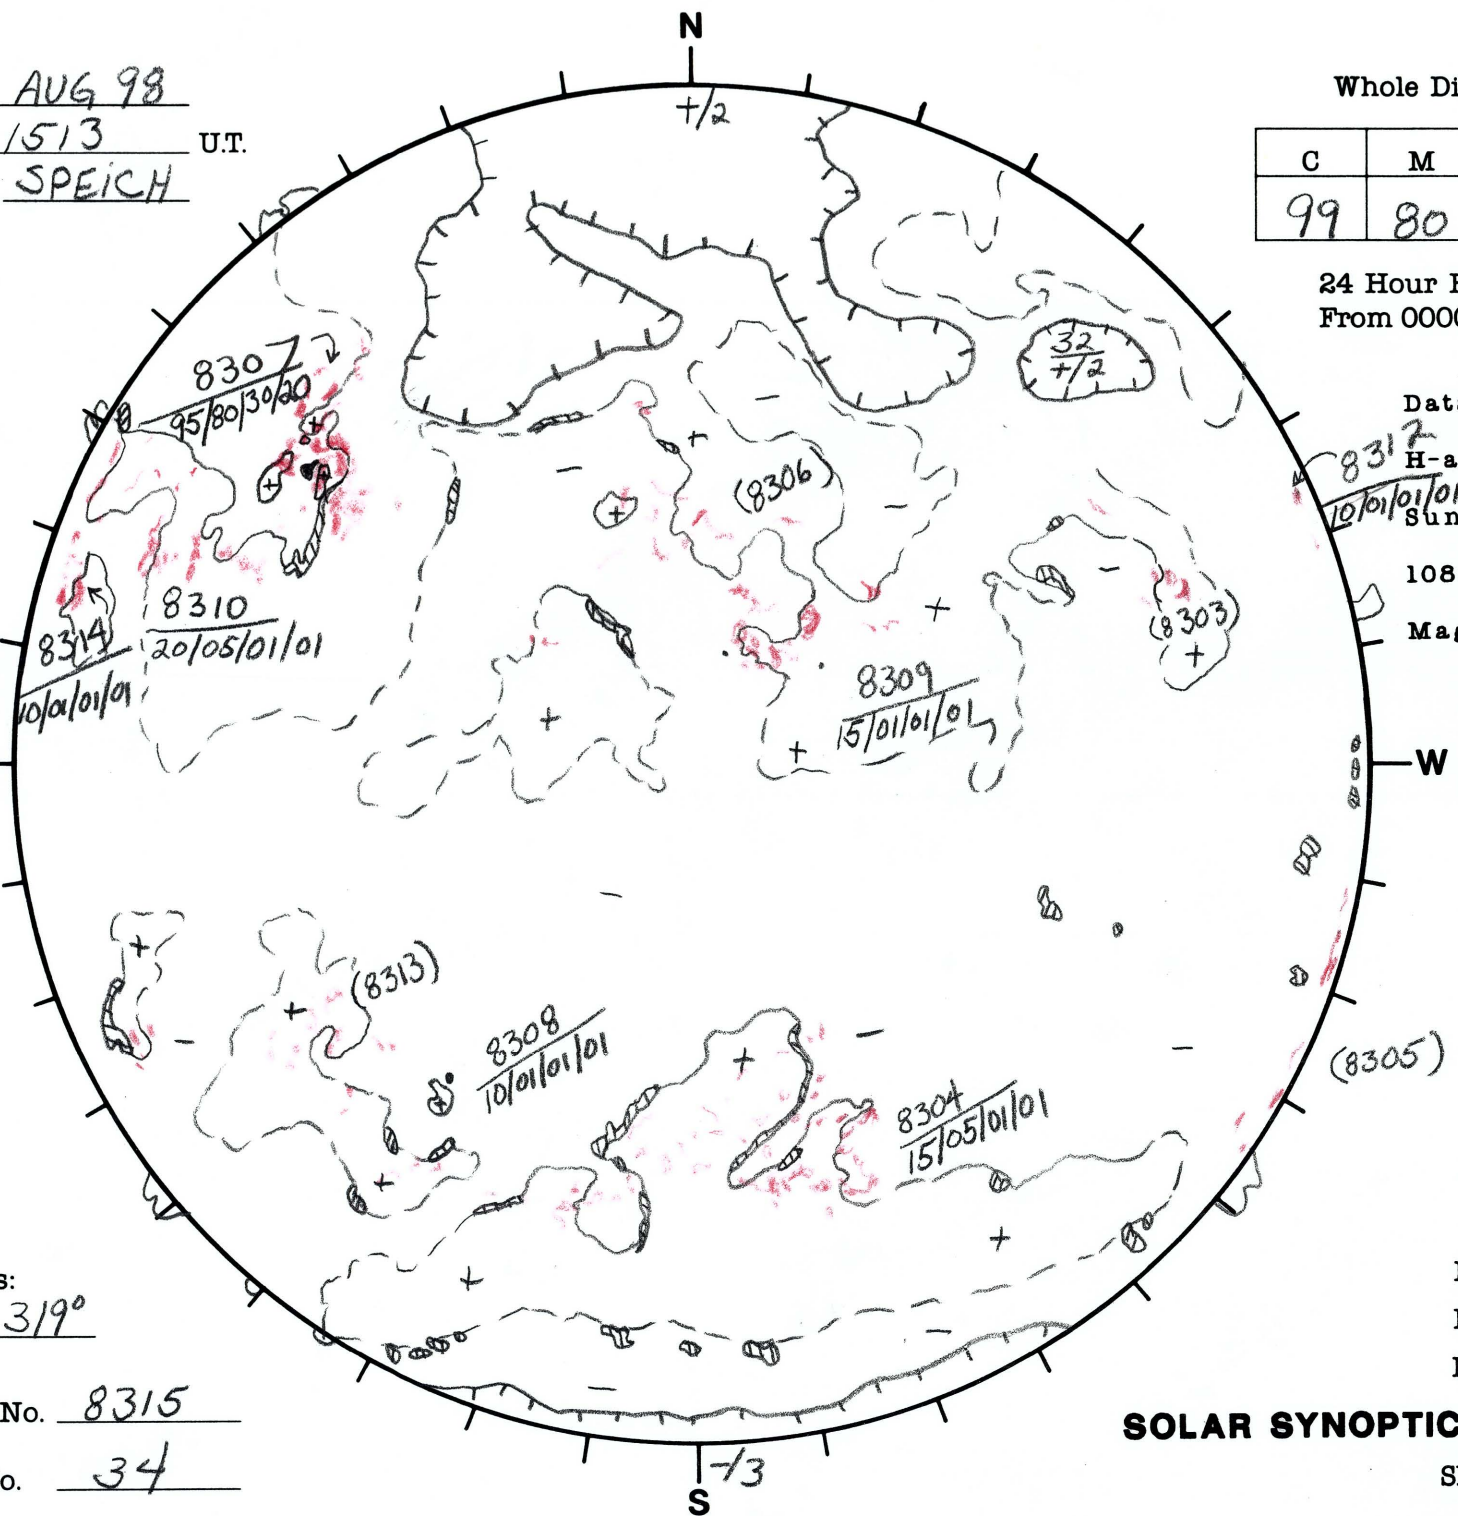 N
AUG 98
1513 U.T.
SPEICH
+/2
Whole Di
C M
99 80
24 Hour
From 000
32
+/2
8307
95/80/30/20
Data
8312
H-a
10/01/01/01
Sun
(8306)
108
Mag
8310
20/05/01/01
8314
10/01/01/01
(8303)
+
8309
15/01/01/01
W
(8313)
8308
10/01/01/01
(8305)
8304
15/05/01/01
s:
319°
No. 8315
o. 34
SOLAR SYNOPTIC
-/3
S